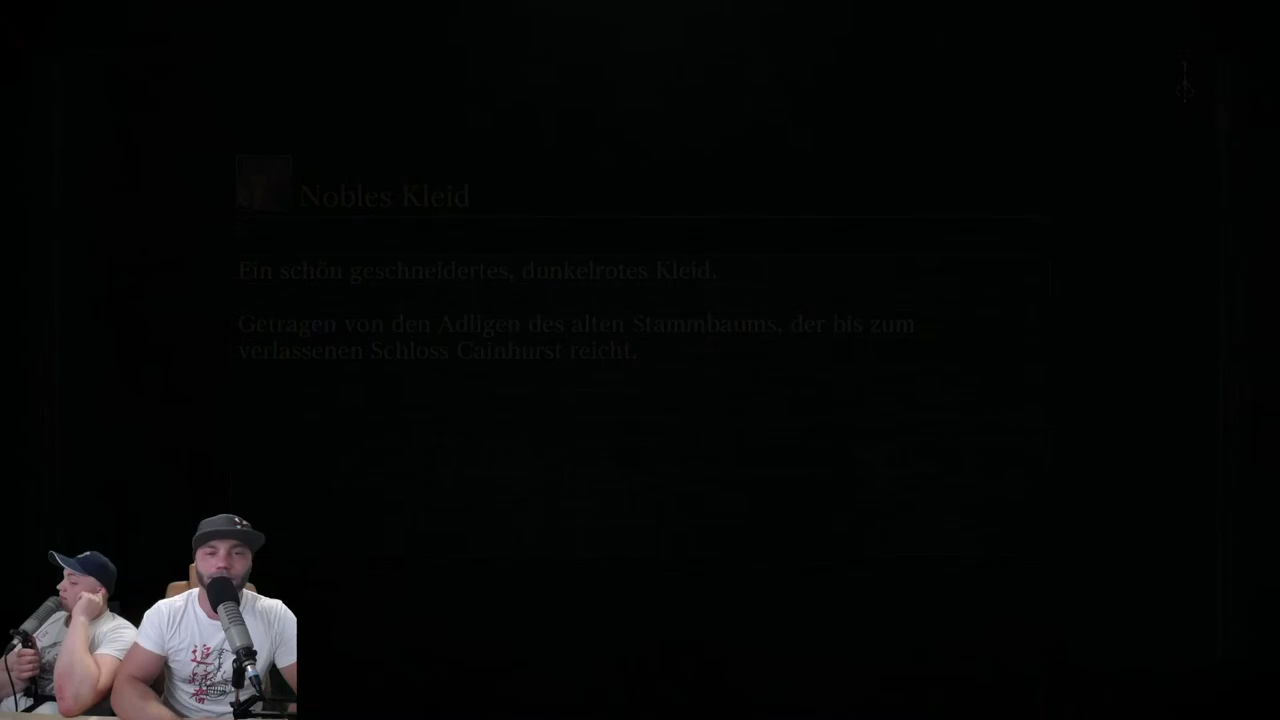 Nobles Kleid
Ein schön geschneidertes, dunkelrotes Kleid.
Getragen von den Adligen des alten Stammbaums, der bis zum
verlassenen Schloss Cainhurst reicht.
追